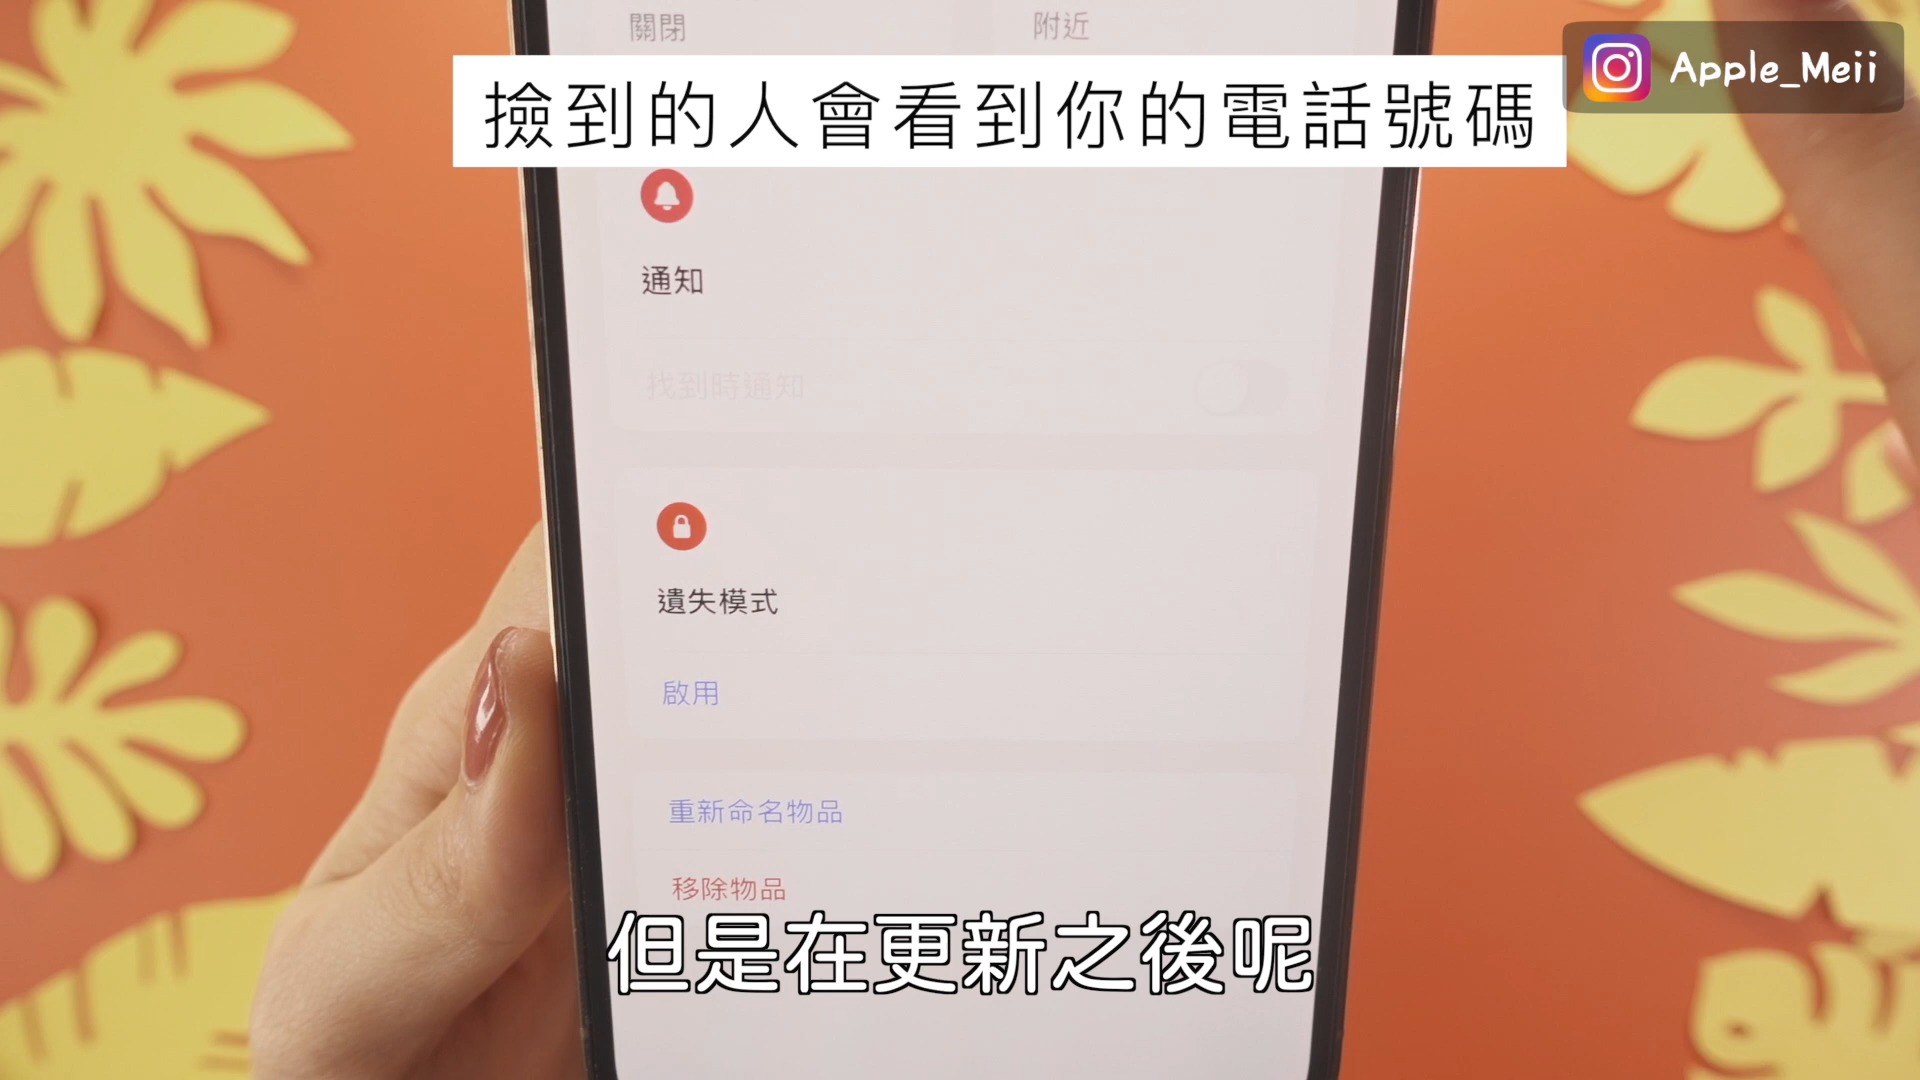 關閉
附近
撿到的人會看到你的電話號碼
Apple_Meii
通知
找到時通知
遺失模式
啟用
重新命名物品
移除物品
但是在更新之後呢